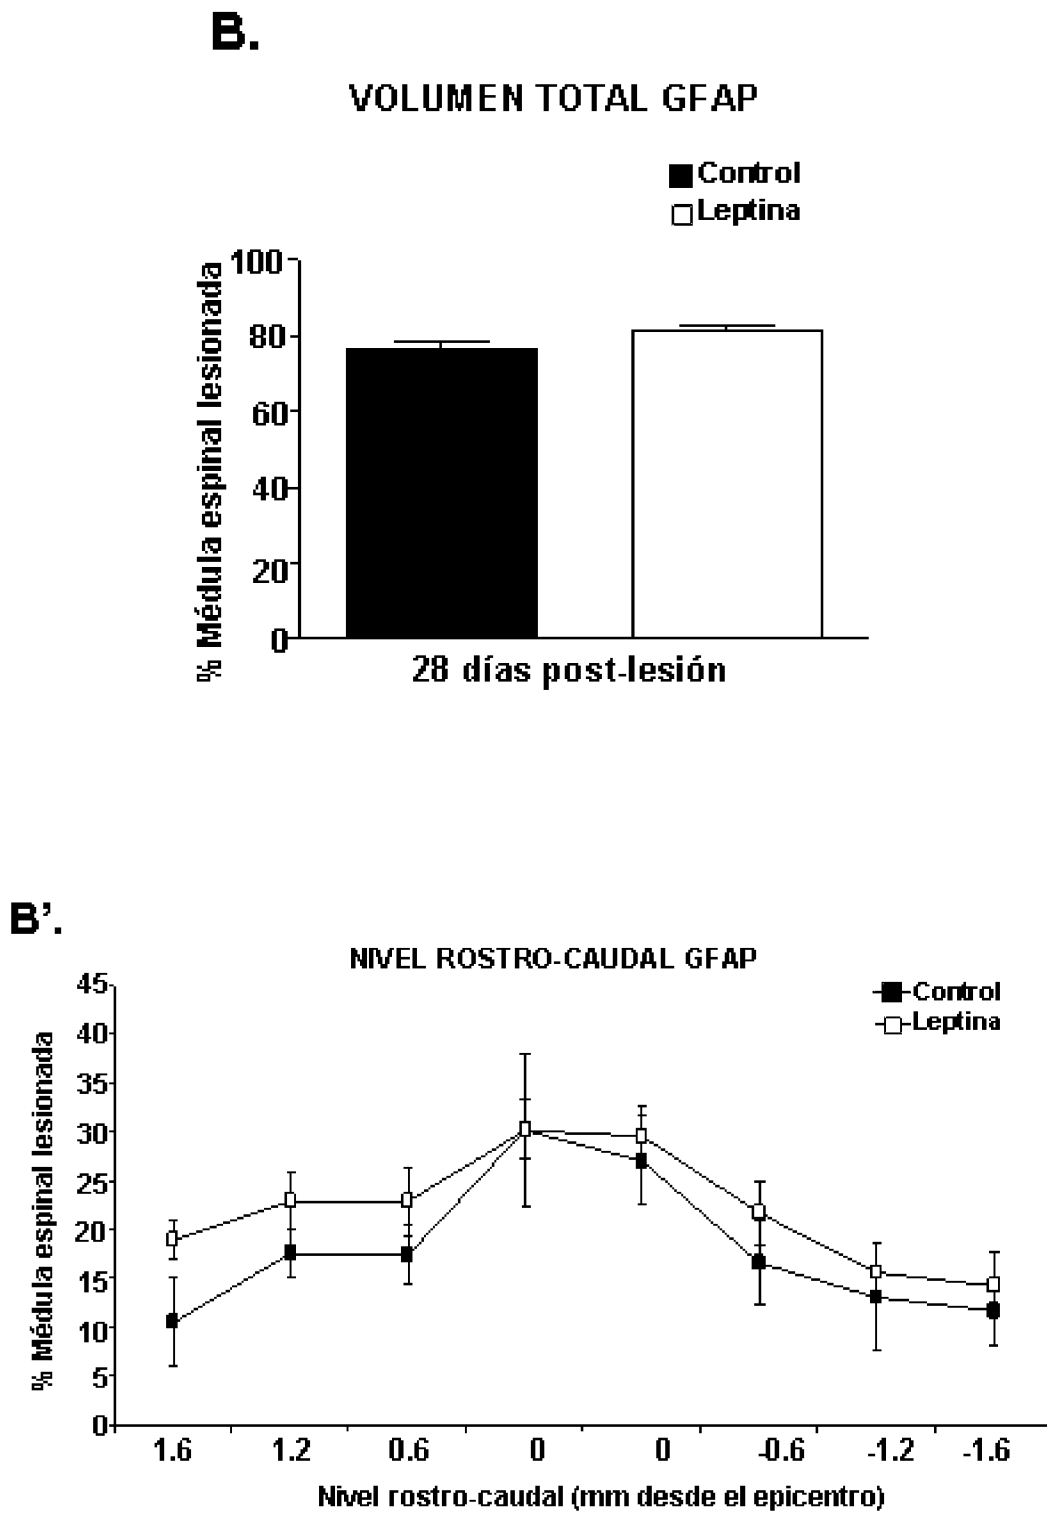 B.
VOLUMEN TOTAL GFAP
Control
Leptina
% Médula espinal lesionada
100
80
60
40
20
0
28 días post-lesión
B’.
NIVEL ROSTRO-CAUDAL GFAP
Control
Leptina
% Médula espinal lesionada
45
40
35
30
25
20
15
10
5
0
1.6 1.2 0.6 0 0 -0.6 -1.2 -1.6
Nivel rostro-caudal (mm desde el epicentro)